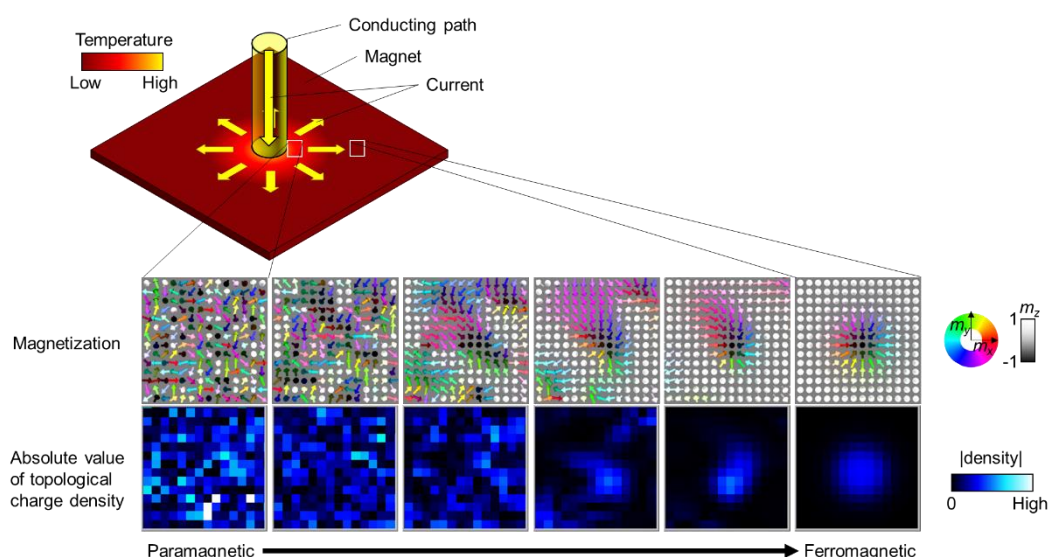 Conducting path
Temperature
Magnet
Low High
Current
Magnetization
1 m_z
m_y
m_x
-1
Absolute value
of topological
charge density
|density|
0 High
Paramagnetic Ferromagnetic